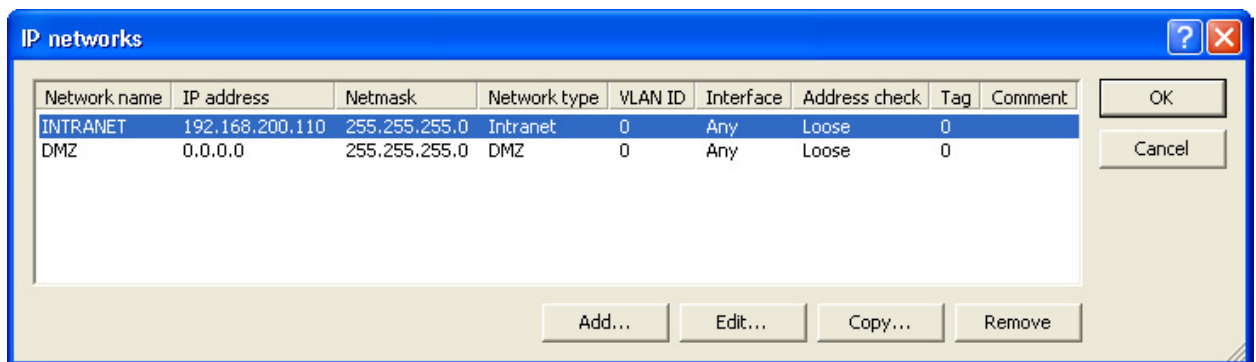 IP networks
Network name IP address Netmask Network type VLAN ID Interface Address check Tag Comment
INTRANET 192.168.200.110 255.255.255.0 Intranet 0 Any Loose 0
DMZ 0.0.0.0 255.255.255.0 DMZ 0 Any Loose 0
OK
Cancel
Add... Edit... Copy... Remove